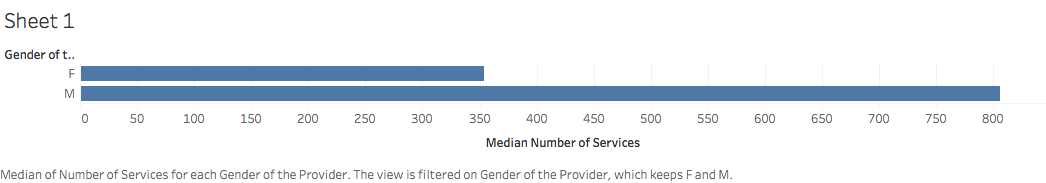 Sheet 1
Gender of t..
F
M
0 50 100 150 200 250 300 350 400 450 500 550 600 650 700 750 800
Median Number of Services
Median of Number of Services for each Gender of the Provider. The view is filtered on Gender of the Provider, which keeps F and M.